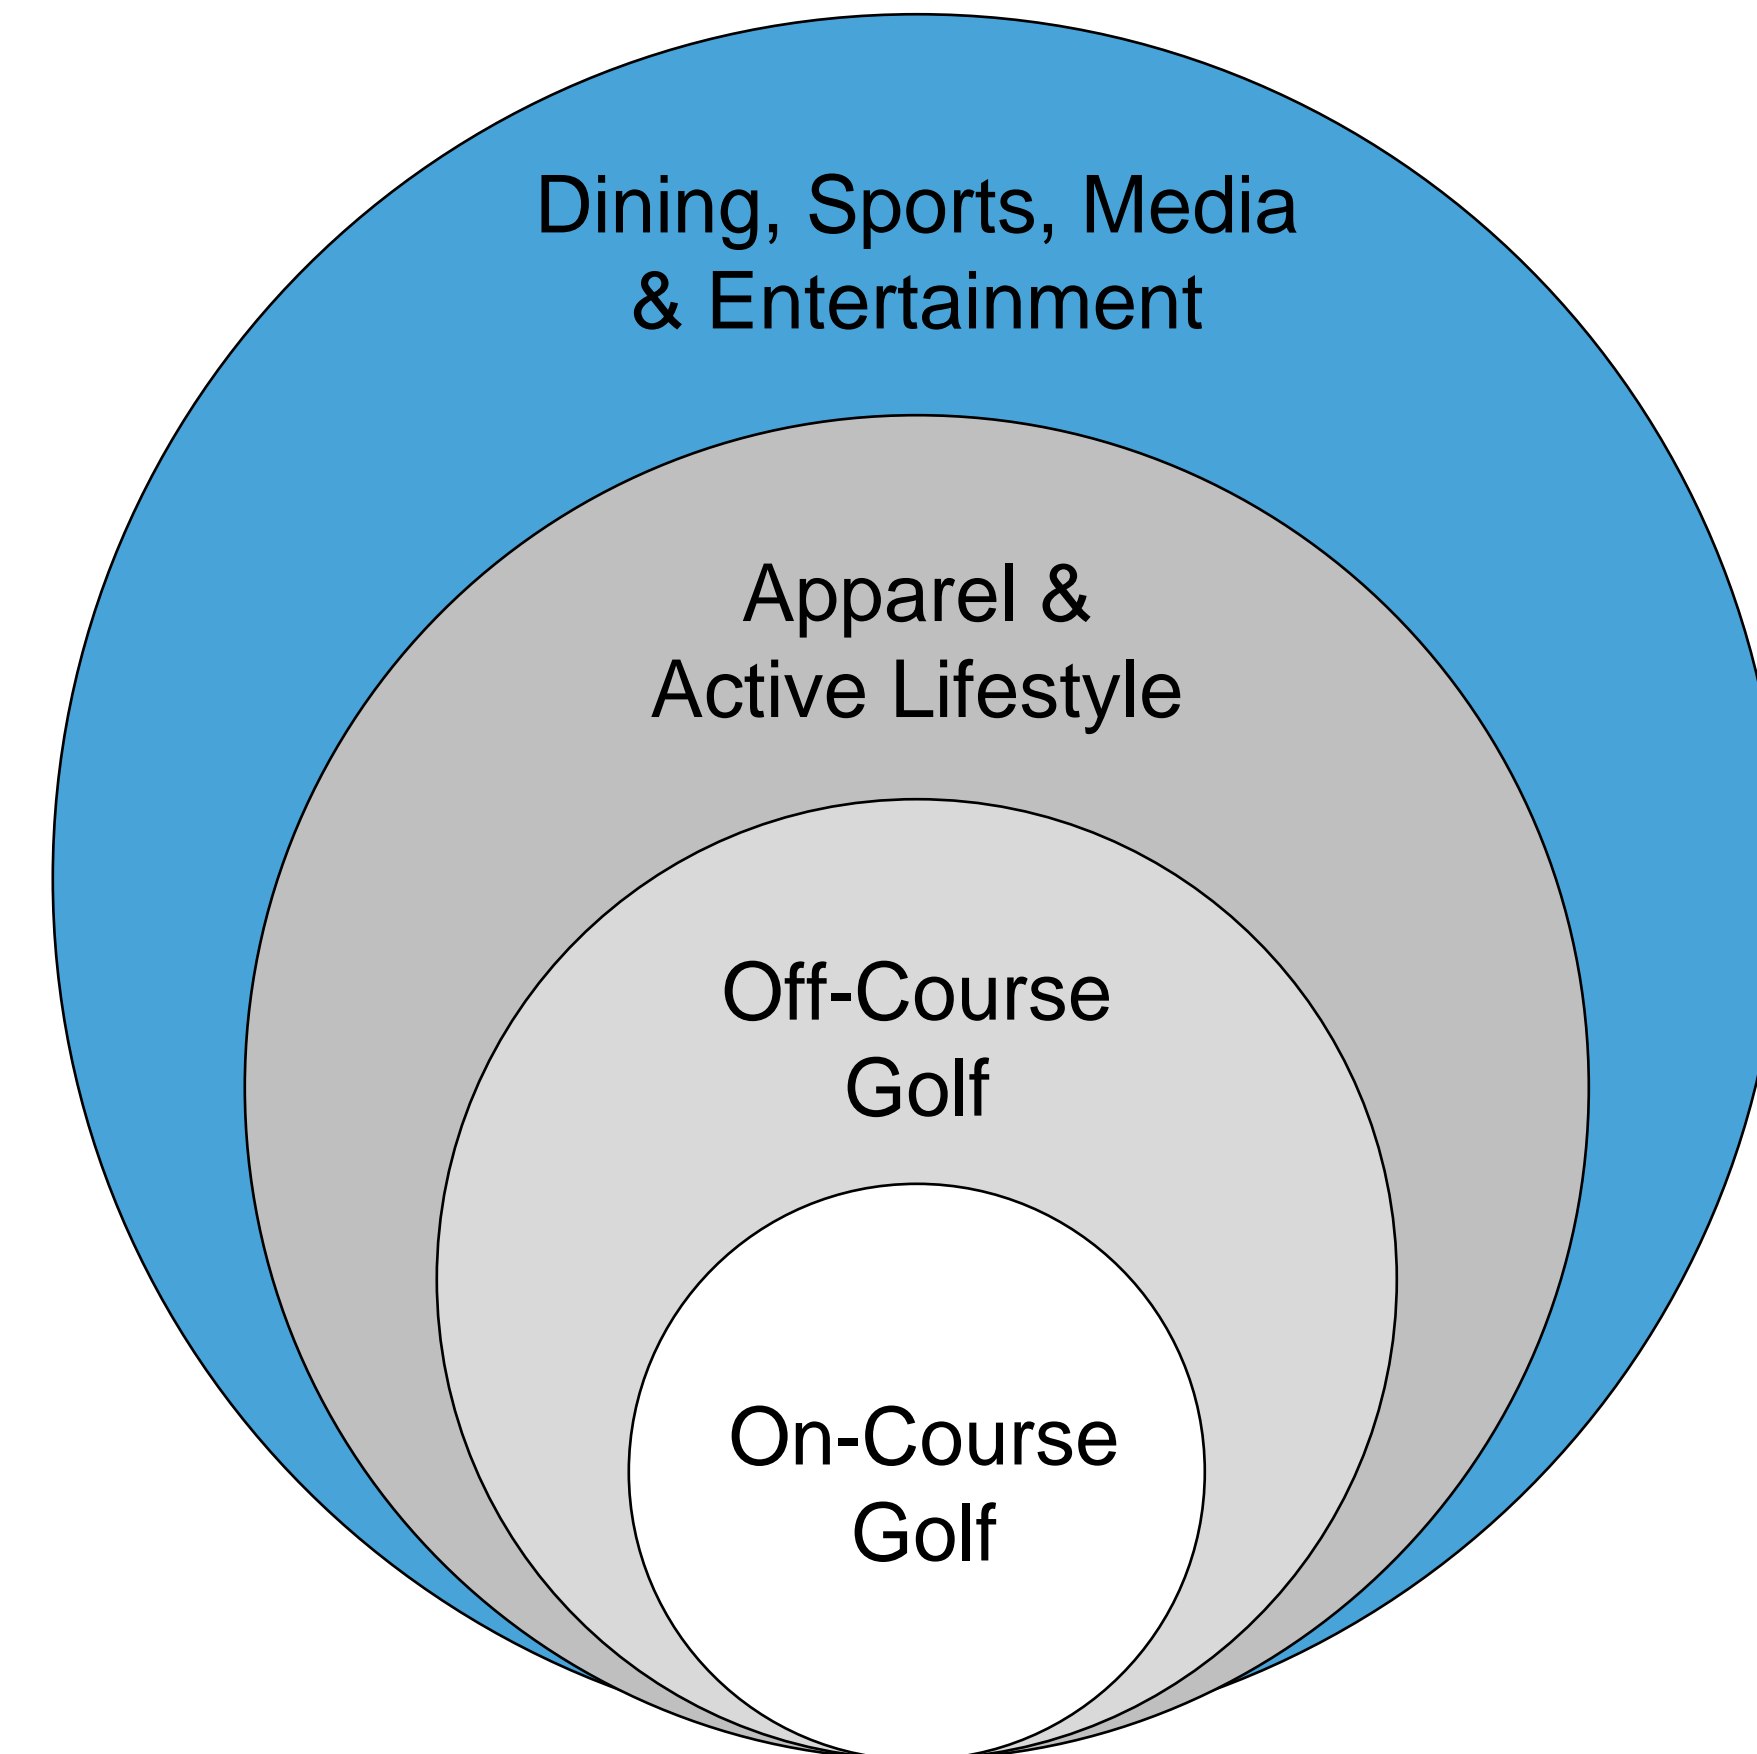 Dining, Sports, Media
& Entertainment
Apparel &
Active Lifestyle
Off-Course
Golf
On-Course
Golf